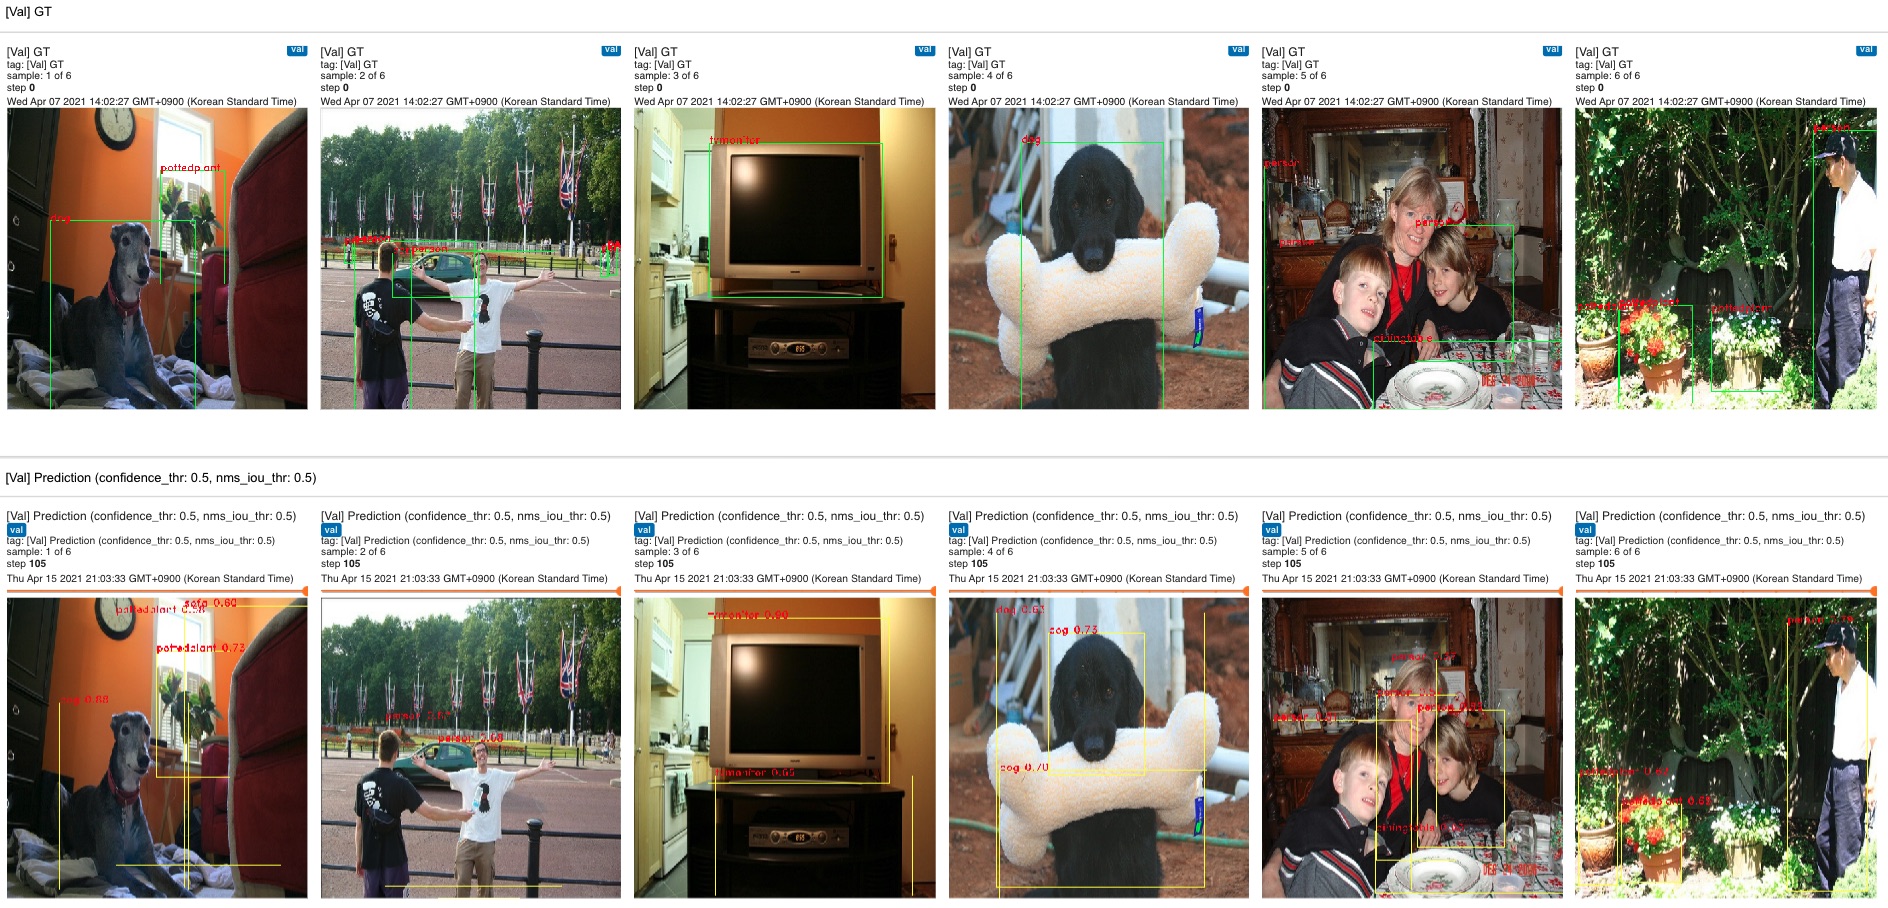 [Val] GT
[Val] GT
val
tag: [Val] GT
sample: 1 of 6
step 0
Wed Apr 07 2021 14:02:27 GMT+0900 (Korean Standard Time)
pottedplant
dog
[Val] GT
val
tag: [Val] GT
sample: 2 of 6
step 0
Wed Apr 07 2021 14:02:27 GMT+0900 (Korean Standard Time)
person
[Val] GT
val
tag: [Val] GT
sample: 3 of 6
step 0
Wed Apr 07 2021 14:02:27 GMT+0900 (Korean Standard Time)
tvmonitor
[Val] GT
val
tag: [Val] GT
sample: 4 of 6
step 0
Wed Apr 07 2021 14:02:27 GMT+0900 (Korean Standard Time)
dog
[Val] GT
val
tag: [Val] GT
sample: 5 of 6
step 0
Wed Apr 07 2021 14:02:27 GMT+0900 (Korean Standard Time)
person
person
person
diningtable
[Val] GT
val
tag: [Val] GT
sample: 6 of 6
step 0
Wed Apr 07 2021 14:02:27 GMT+0900 (Korean Standard Time)
person
pottedplant
pottedplant
[Val] Prediction (confidence_thr: 0.5, nms_iou_thr: 0.5)
[Val] Prediction (confidence_thr: 0.5, nms_iou_thr: 0.5)
val
tag: [Val] Prediction (confidence_thr: 0.5, nms_iou_thr: 0.5)
sample: 1 of 6
step 105
Thu Apr 15 2021 21:03:33 GMT+0900 (Korean Standard Time)
sofa 0.60
pottedplant
pottedplant 0.73
dog 0.68
[Val] Prediction (confidence_thr: 0.5, nms_iou_thr: 0.5)
val
tag: [Val] Prediction (confidence_thr: 0.5, nms_iou_thr: 0.5)
sample: 2 of 6
step 105
Thu Apr 15 2021 21:03:33 GMT+0900 (Korean Standard Time)
person
person 0.68
[Val] Prediction (confidence_thr: 0.5, nms_iou_thr: 0.5)
val
tag: [Val] Prediction (confidence_thr: 0.5, nms_iou_thr: 0.5)
sample: 3 of 6
step 105
Thu Apr 15 2021 21:03:33 GMT+0900 (Korean Standard Time)
tvmonitor
tvmonitor 0.65
[Val] Prediction (confidence_thr: 0.5, nms_iou_thr: 0.5)
val
tag: [Val] Prediction (confidence_thr: 0.5, nms_iou_thr: 0.5)
sample: 4 of 6
step 105
Thu Apr 15 2021 21:03:33 GMT+0900 (Korean Standard Time)
dog 0.63
dog 0.73
dog 0.70
[Val] Prediction (confidence_thr: 0.5, nms_iou_thr: 0.5)
val
tag: [Val] Prediction (confidence_thr: 0.5, nms_iou_thr: 0.5)
sample: 5 of 6
step 105
Thu Apr 15 2021 21:03:33 GMT+0900 (Korean Standard Time)
person
person
person
person
diningtable
[Val] Prediction (confidence_thr: 0.5, nms_iou_thr: 0.5)
val
tag: [Val] Prediction (confidence_thr: 0.5, nms_iou_thr: 0.5)
sample: 6 of 6
step 105
Thu Apr 15 2021 21:03:33 GMT+0900 (Korean Standard Time)
person
pottedplant
pottedplant